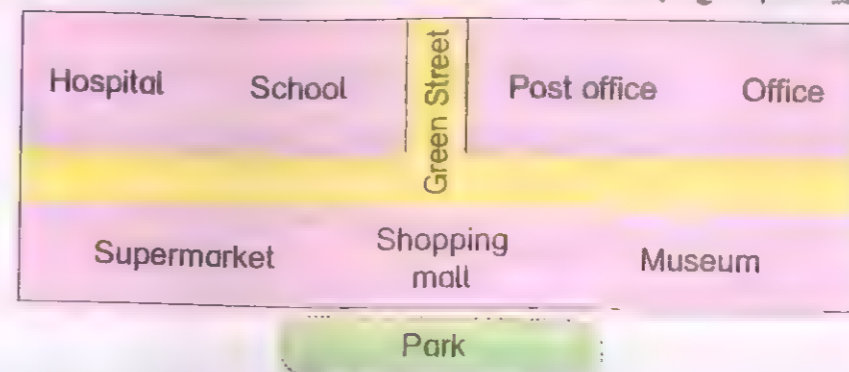 Hospital School Green Street Post office Office
Supermarket Shopping mall Museum
Park